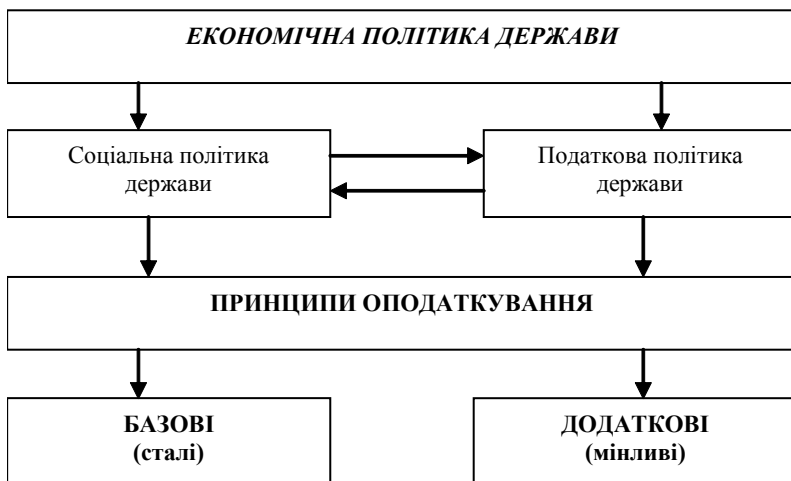 ЕКОНОМІЧНА ПОЛІТИКА ДЕРЖАВИ
Соціальна політика
держави
Податкова політика
держави
ПРИНЦИПИ ОПОДАТКУВАННЯ
БАЗОВІ
(сталі)
ДОДАТКОВІ
(мінливі)